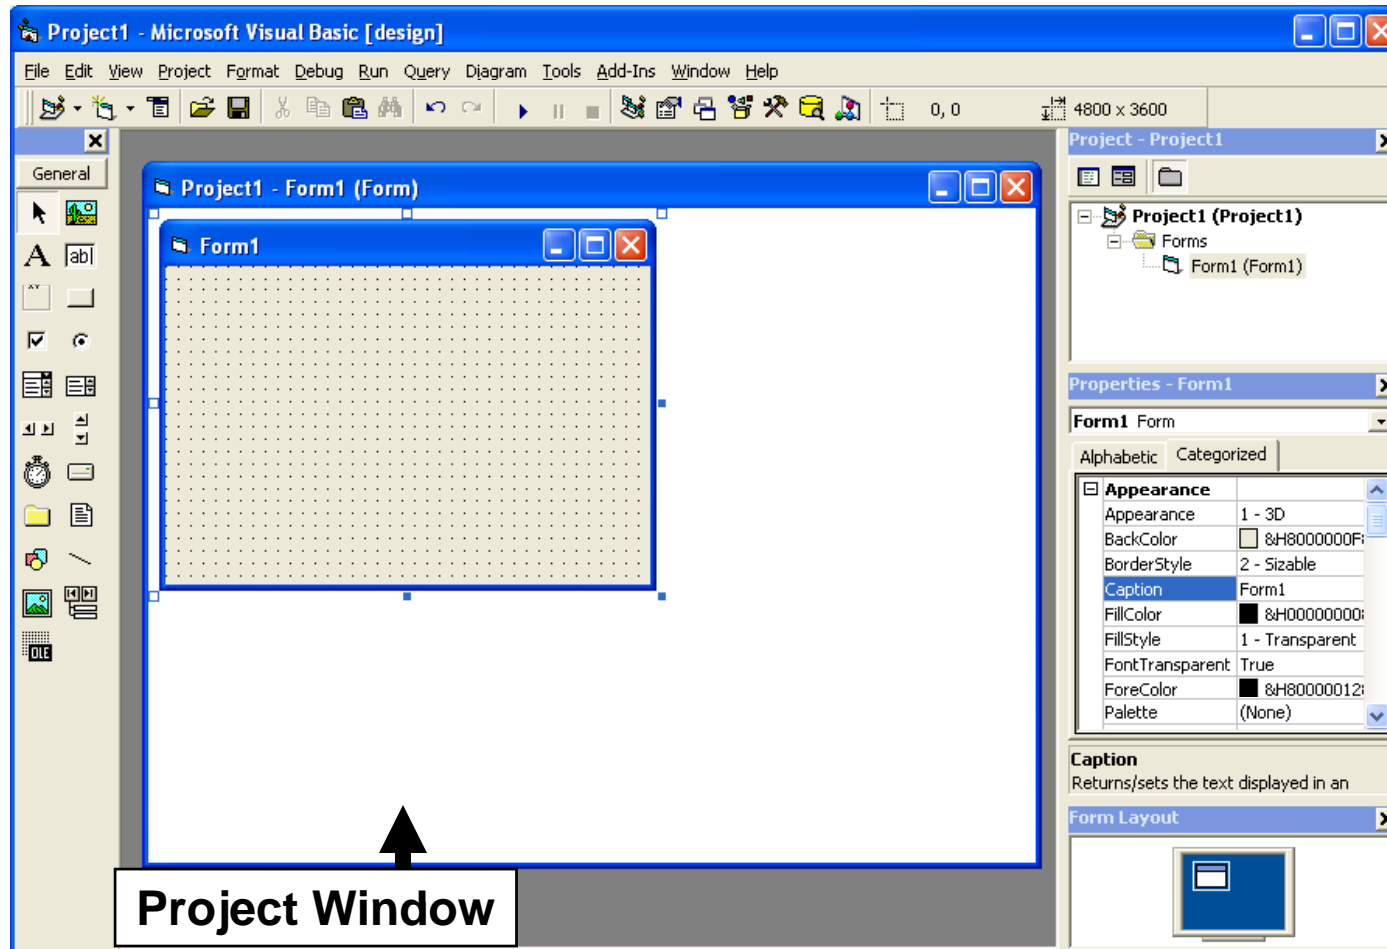 Project1 - Microsoft Visual Basic [design]
File Edit View Project Format Debug Run Query Diagram Tools Add-Ins Window Help
0, 0 4800 x 3600
General
A ab|
XY
OLE
Project1 - Form1 (Form)
Form1
Project - Project1
Project1 (Project1)
Forms
Form1 (Form1)
Properties - Form1
Form1 Form
Alphabetic Categorized
Appearance
Appearance 1 - 3D
BackColor &H8000000F&
BorderStyle 2 - Sizable
Caption Form1
FillColor &H00000000&
FillStyle 1 - Transparent
FontTransparent True
ForeColor &H80000012&
Palette (None)
Caption
Returns/sets the text displayed in an
Form Layout
Project Window